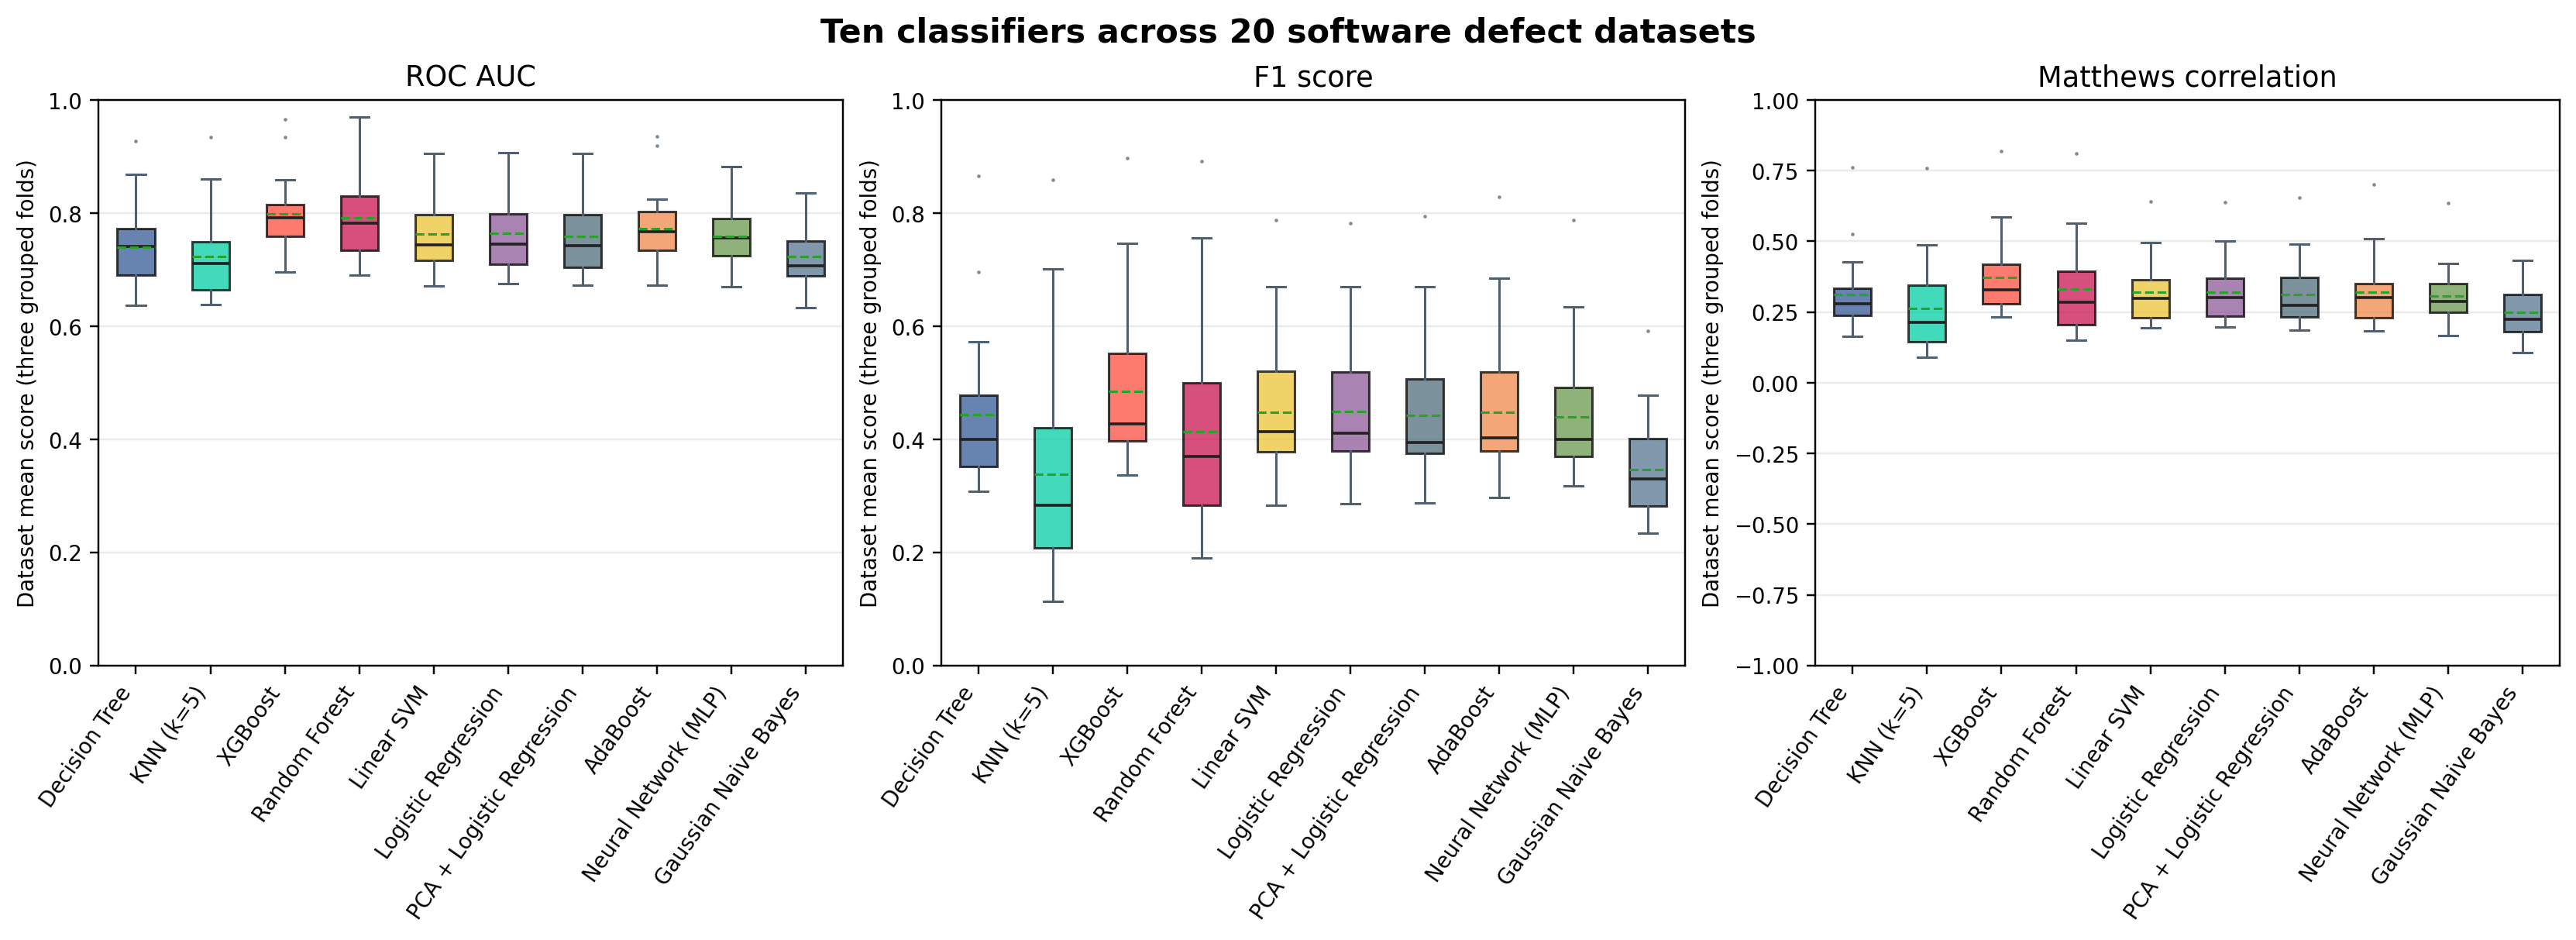 Ten classifiers across 20 software defect datasets
ROC AUC
Dataset mean score (three grouped folds)
1.0
0.8
0.6
0.4
0.2
0.0
Decision Tree
KNN (k=5)
XGBoost
Random Forest
Linear SVM
Logistic Regression
PCA + Logistic Regression
AdaBoost
Neural Network (MLP)
Gaussian Naive Bayes
F1 score
Dataset mean score (three grouped folds)
1.0
0.8
0.6
0.4
0.2
0.0
Decision Tree
KNN (k=5)
XGBoost
Random Forest
Linear SVM
Logistic Regression
PCA + Logistic Regression
AdaBoost
Neural Network (MLP)
Gaussian Naive Bayes
Matthews correlation
Dataset mean score (three grouped folds)
1.00
0.75
0.50
0.25
0.00
−0.25
−0.50
−0.75
−1.00
Decision Tree
KNN (k=5)
XGBoost
Random Forest
Linear SVM
Logistic Regression
PCA + Logistic Regression
AdaBoost
Neural Network (MLP)
Gaussian Naive Bayes